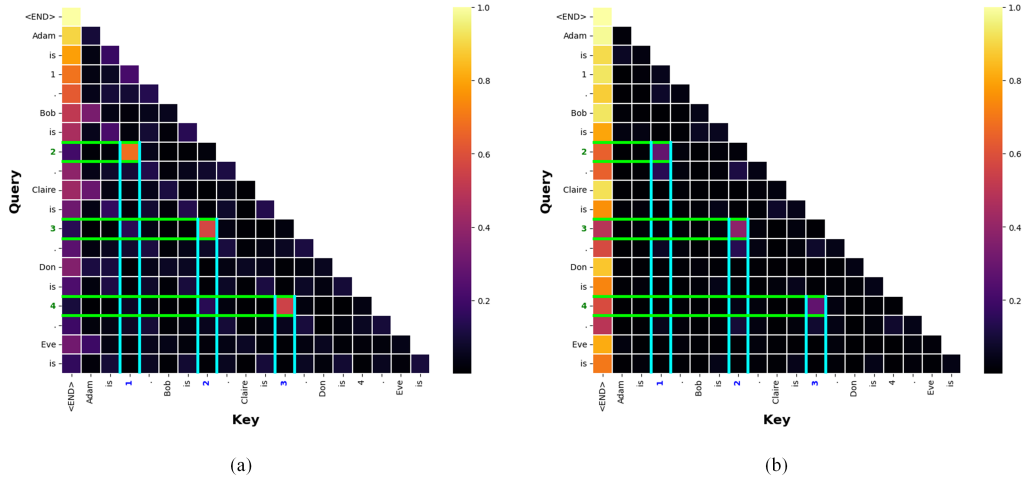 <END>
Adam
is
1
.
Bob
is
2
.
Claire
is
3
.
Don
is
4
.
Eve
is
Query
<END> Adam is 1 . Bob is 2 . Claire is 3 . Don is 4 . Eve is
Key
1.0
0.8
0.6
0.4
0.2
(a)
<END>
Adam
is
1
.
Bob
is
2
.
Claire
is
3
.
Don
is
4
.
Eve
is
Query
<END> Adam is 1 . Bob is 2 . Claire is 3 . Don is 4 . Eve is
Key
1.0
0.8
0.6
0.4
0.2
(b)